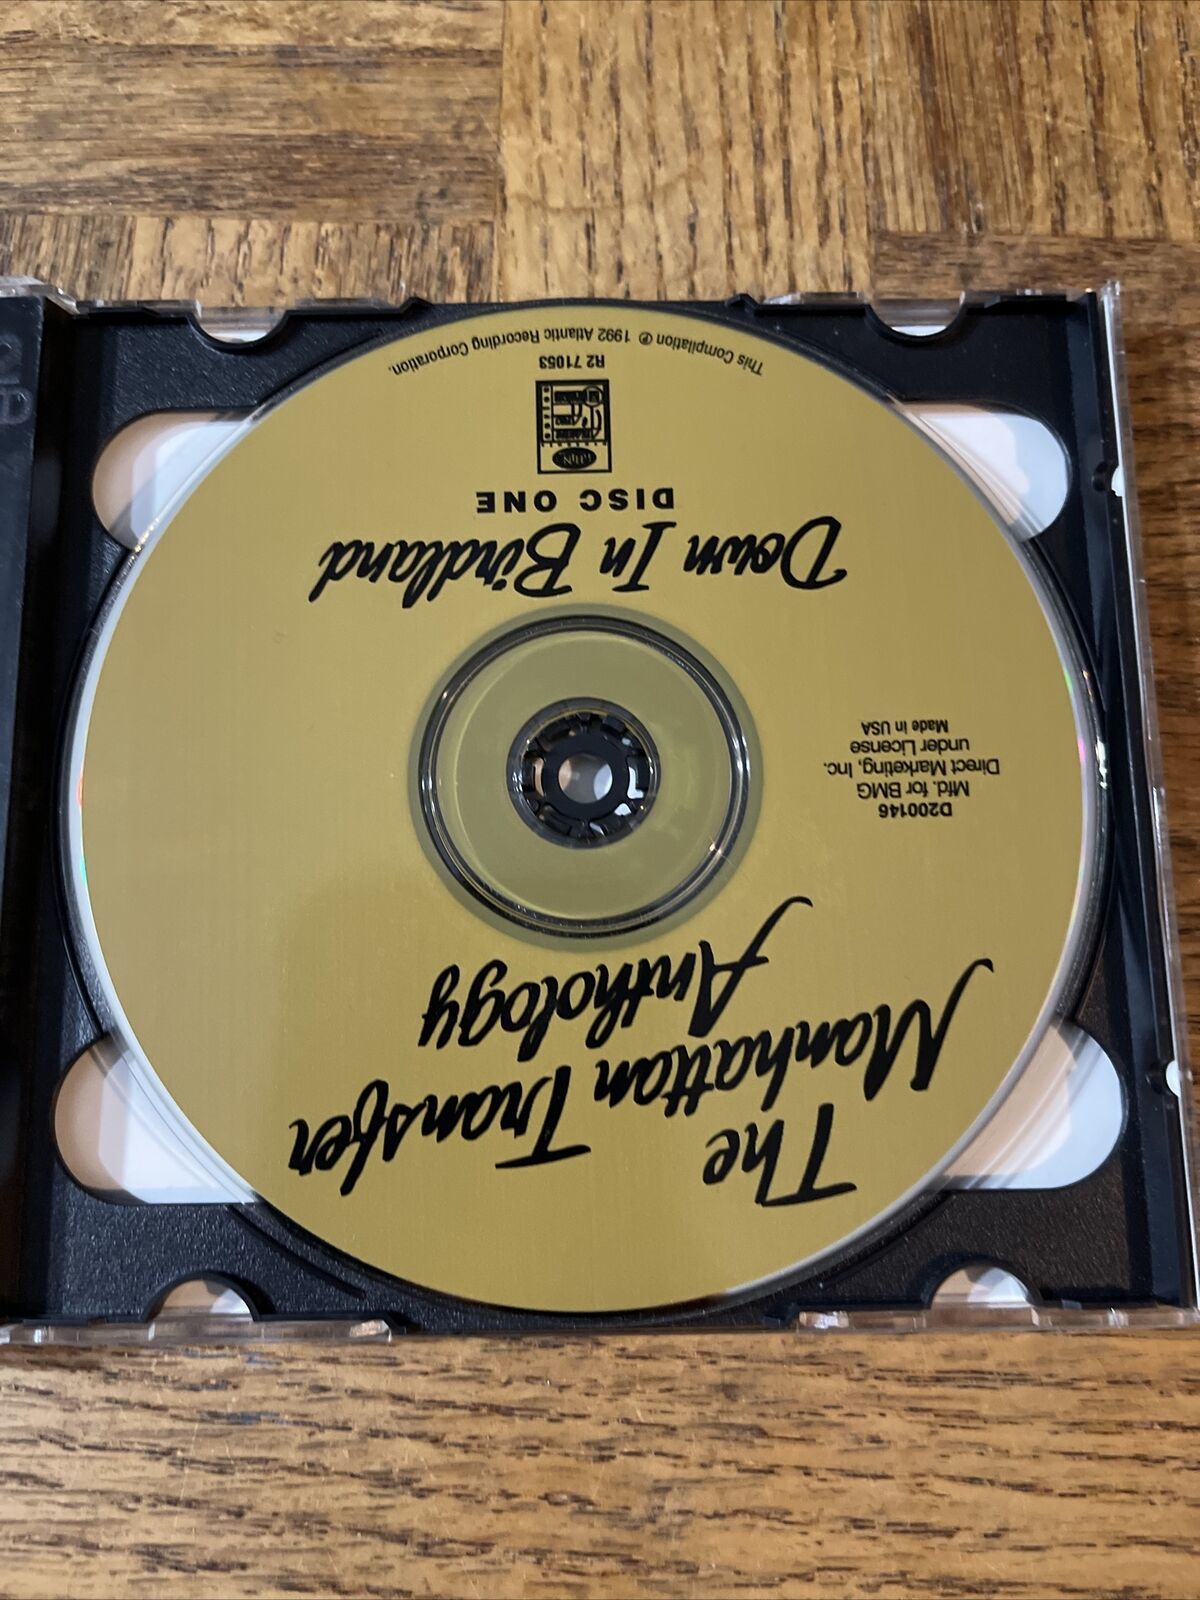 The
Manhattan Transfer
Anthology
D200146
Mfd. for BMG
Direct Marketing, Inc.
under License
Made in USA
Down In Birdland
DISC ONE
R2 71053
This Compilation ℗ 1992 Atlantic Recording Corporation.